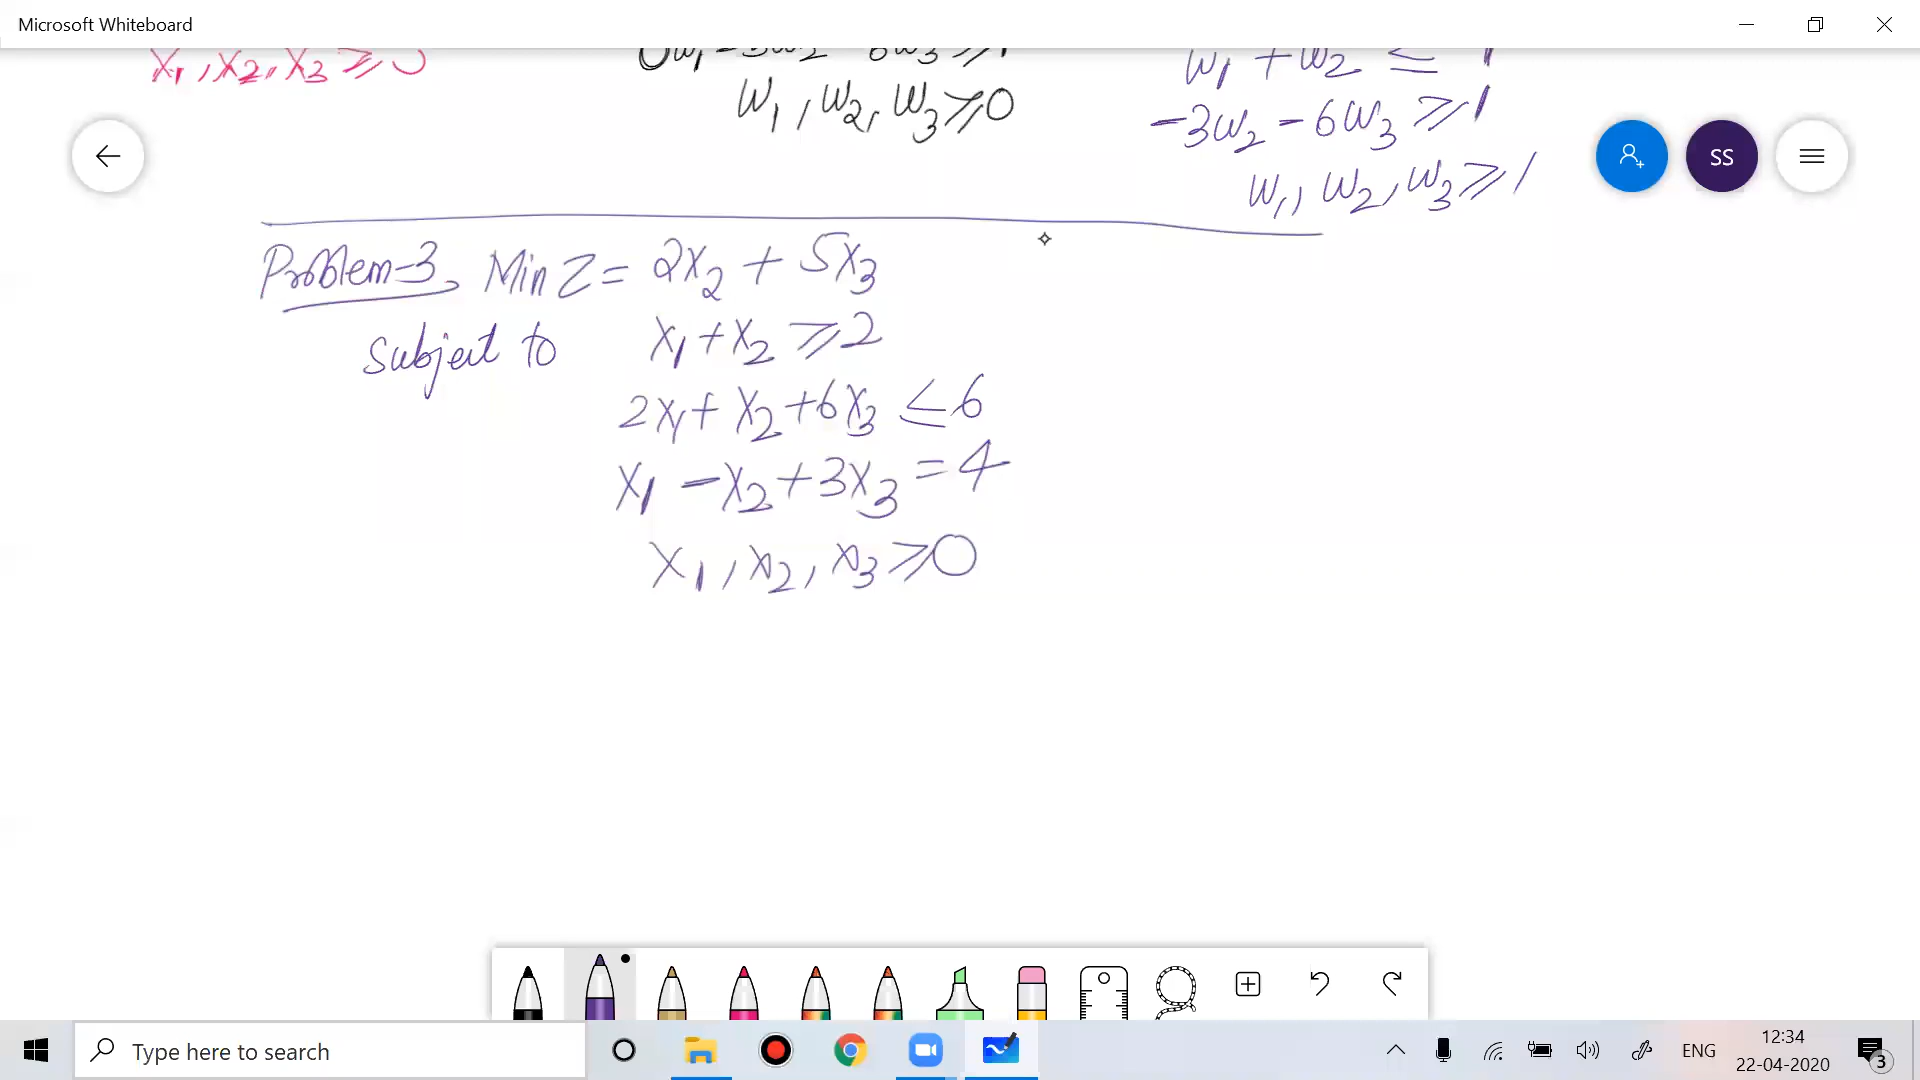 Microsoft Whiteboard
x₁, x₂, x₃ ≥ 0
w₁, w₂, w₃ ≥ 0
w₁ + w₂ ≤ 1
-3w₂ - 6w₃ ≥ 1
w₁, w₂, w₃ ≥ 1
SS
Problem-3. Min Z = 2x₂ + 5x₃
Subject to x₁ + x₂ ≥ 2
2x₁ + x₂ + 6x₃ ≤ 6
x₁ - x₂ + 3x₃ = 4
x₁, x₂, x₃ ≥ 0
Type here to search
ENG
12:34
22-04-2020
3